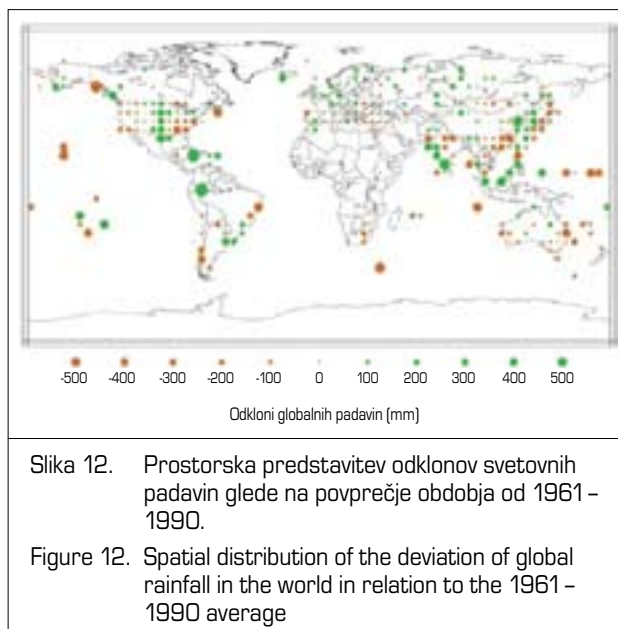 -500 -400 -300 -200 -100 0 100 200 300 400 500
Odkloni globalnih padavin (mm)
Slika 12. Prostorska predstavitev odklonov svetovnih
padavin glede na povprečje obdobja od 1961 –
1990.
Figure 12. Spatial distribution of the deviation of global
rainfall in the world in relation to the 1961 –
1990 average